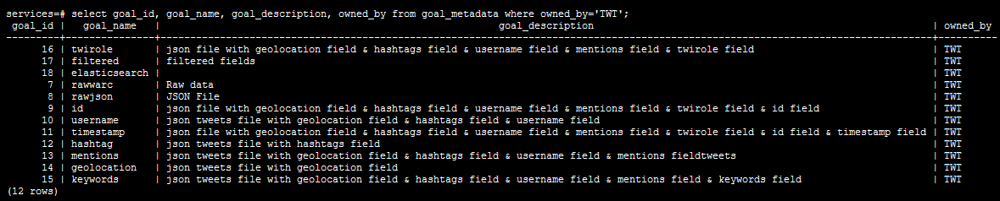 services=# select goal_id, goal_name, goal_description, owned_by from goal_metadata where owned_by='TWT';
 goal_id |   goal_name   |                                                            goal_description                                                            | owned_by
---------+---------------+----------------------------------------------------------------------------------------------------------------------------------------+----------
      16 | twirole       | json file with geolocation field & hashtags field & username field & mentions field & twirole field                                    | TWT
      17 | filtered      | filtered fields                                                                                                                        | TWT
      18 | elasticsearch |                                                                                                                                        | TWT
       7 | rawwarc       | Raw data                                                                                                                               | TWT
       8 | rawjson       | JSON File                                                                                                                              | TWT
       9 | id            | json file with geolocation field & hashtags field & username field & mentions field & twirole field & id field                         | TWT
      10 | username      | json tweets file with geolocation field & hashtags field & username field                                                              | TWT
      11 | timestamp     | json file with geolocation field & hashtags field & username field & mentions field & twirole field & id field & timestamp field       | TWT
      12 | hashtag       | json tweets file with hashtags field                                                                                                   | TWT
      13 | mentions      | json tweets file with geolocation field & hashtags field & username field & mentions fieldtweets                                       | TWT
      14 | geolocation   | json tweets file with geolocation field                                                                                                | TWT
      15 | keywords      | json tweets file with geolocation field & hashtags field & username field & mentions field & keywords field                            | TWT
(12 rows)